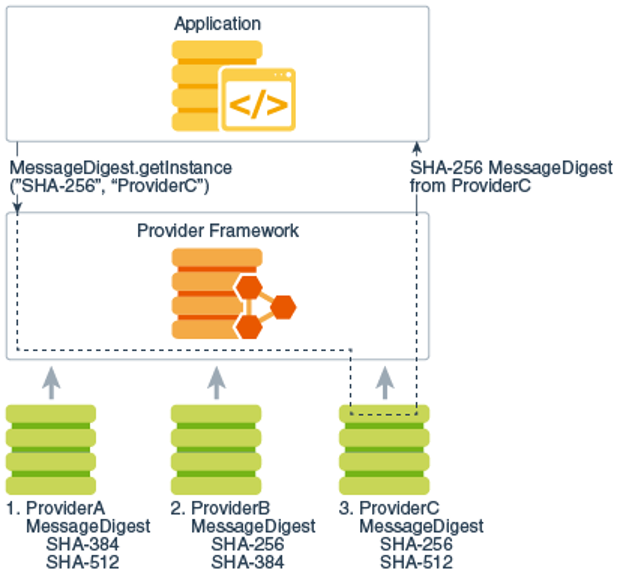 Application
</>
MessageDigest.getInstance
("SHA-256", “ProviderC”)
SHA-256 MessageDigest
from ProviderC
Provider Framework
1. ProviderA
MessageDigest
SHA-384
SHA-512
2. ProviderB
MessageDigest
SHA-256
SHA-384
3. ProviderC
MessageDigest
SHA-256
SHA-512